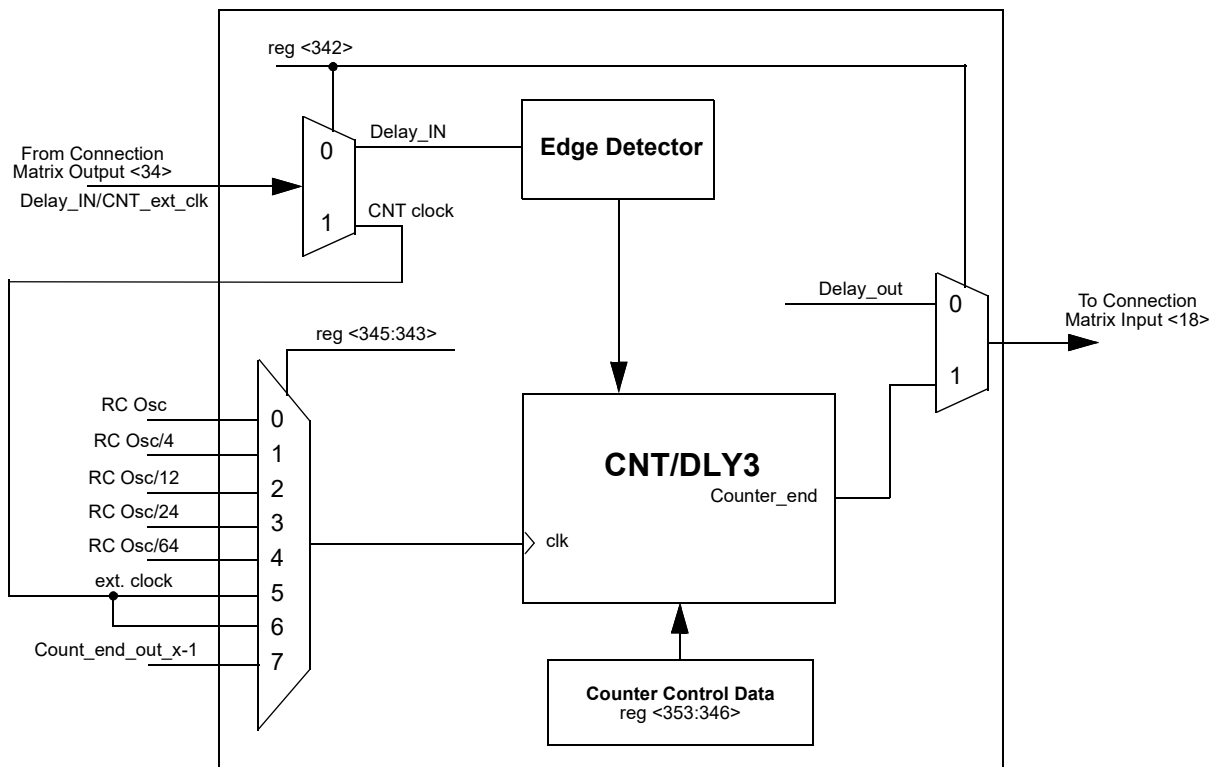 reg <342>
From Connection
Matrix Output <34>
Delay_IN/CNT_ext_clk
0
1
Delay_IN
CNT clock
Edge Detector
Delay_out
0
1
To Connection
Matrix Input <18>
reg <345:343>
RC Osc
RC Osc/4
RC Osc/12
RC Osc/24
RC Osc/64
ext. clock
Count_end_out_x-1
0
1
2
3
4
5
6
7
CNT/DLY3
Counter_end
clk
Counter Control Data
reg <353:346>